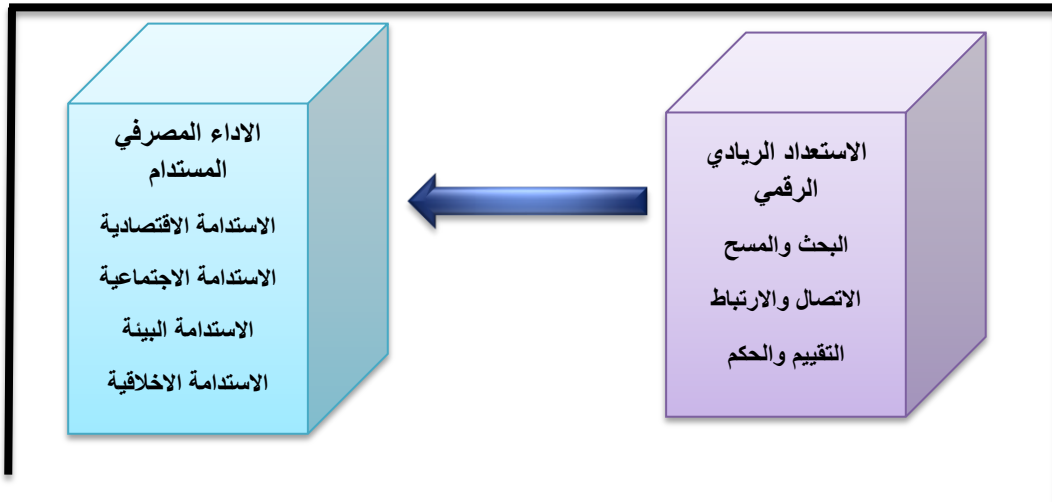 الاستعداد الريادي
الرقمي
البحث والمسح
الاتصال والارتباط
التقييم والحكم
الاداء المصرفي
المستدام
الاستدامة الاقتصادية
الاستدامة الاجتماعية
الاستدامة البيئة
الاستدامة الاخلاقية